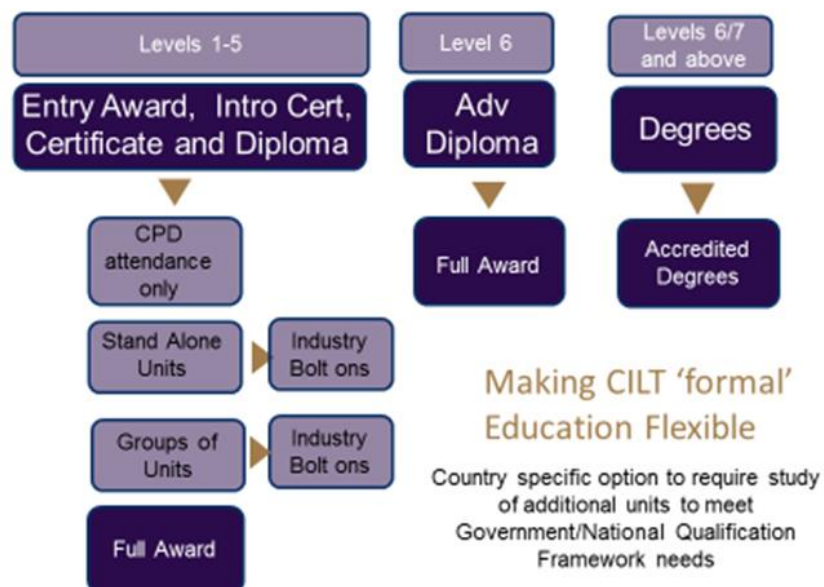 Levels 1-5
Level 6
Levels 6/7
and above
Entry Award, Intro Cert,
Certificate and Diploma
Adv
Diploma
Degrees
CPD
attendance
only
Full Award
Accredited
Degrees
Stand Alone
Units
Industry
Bolt ons
Groups of
Units
Industry
Bolt ons
Full Award
Making CILT ‘formal’
Education Flexible
Country specific option to require study
of additional units to meet
Government/National Qualification
Framework needs